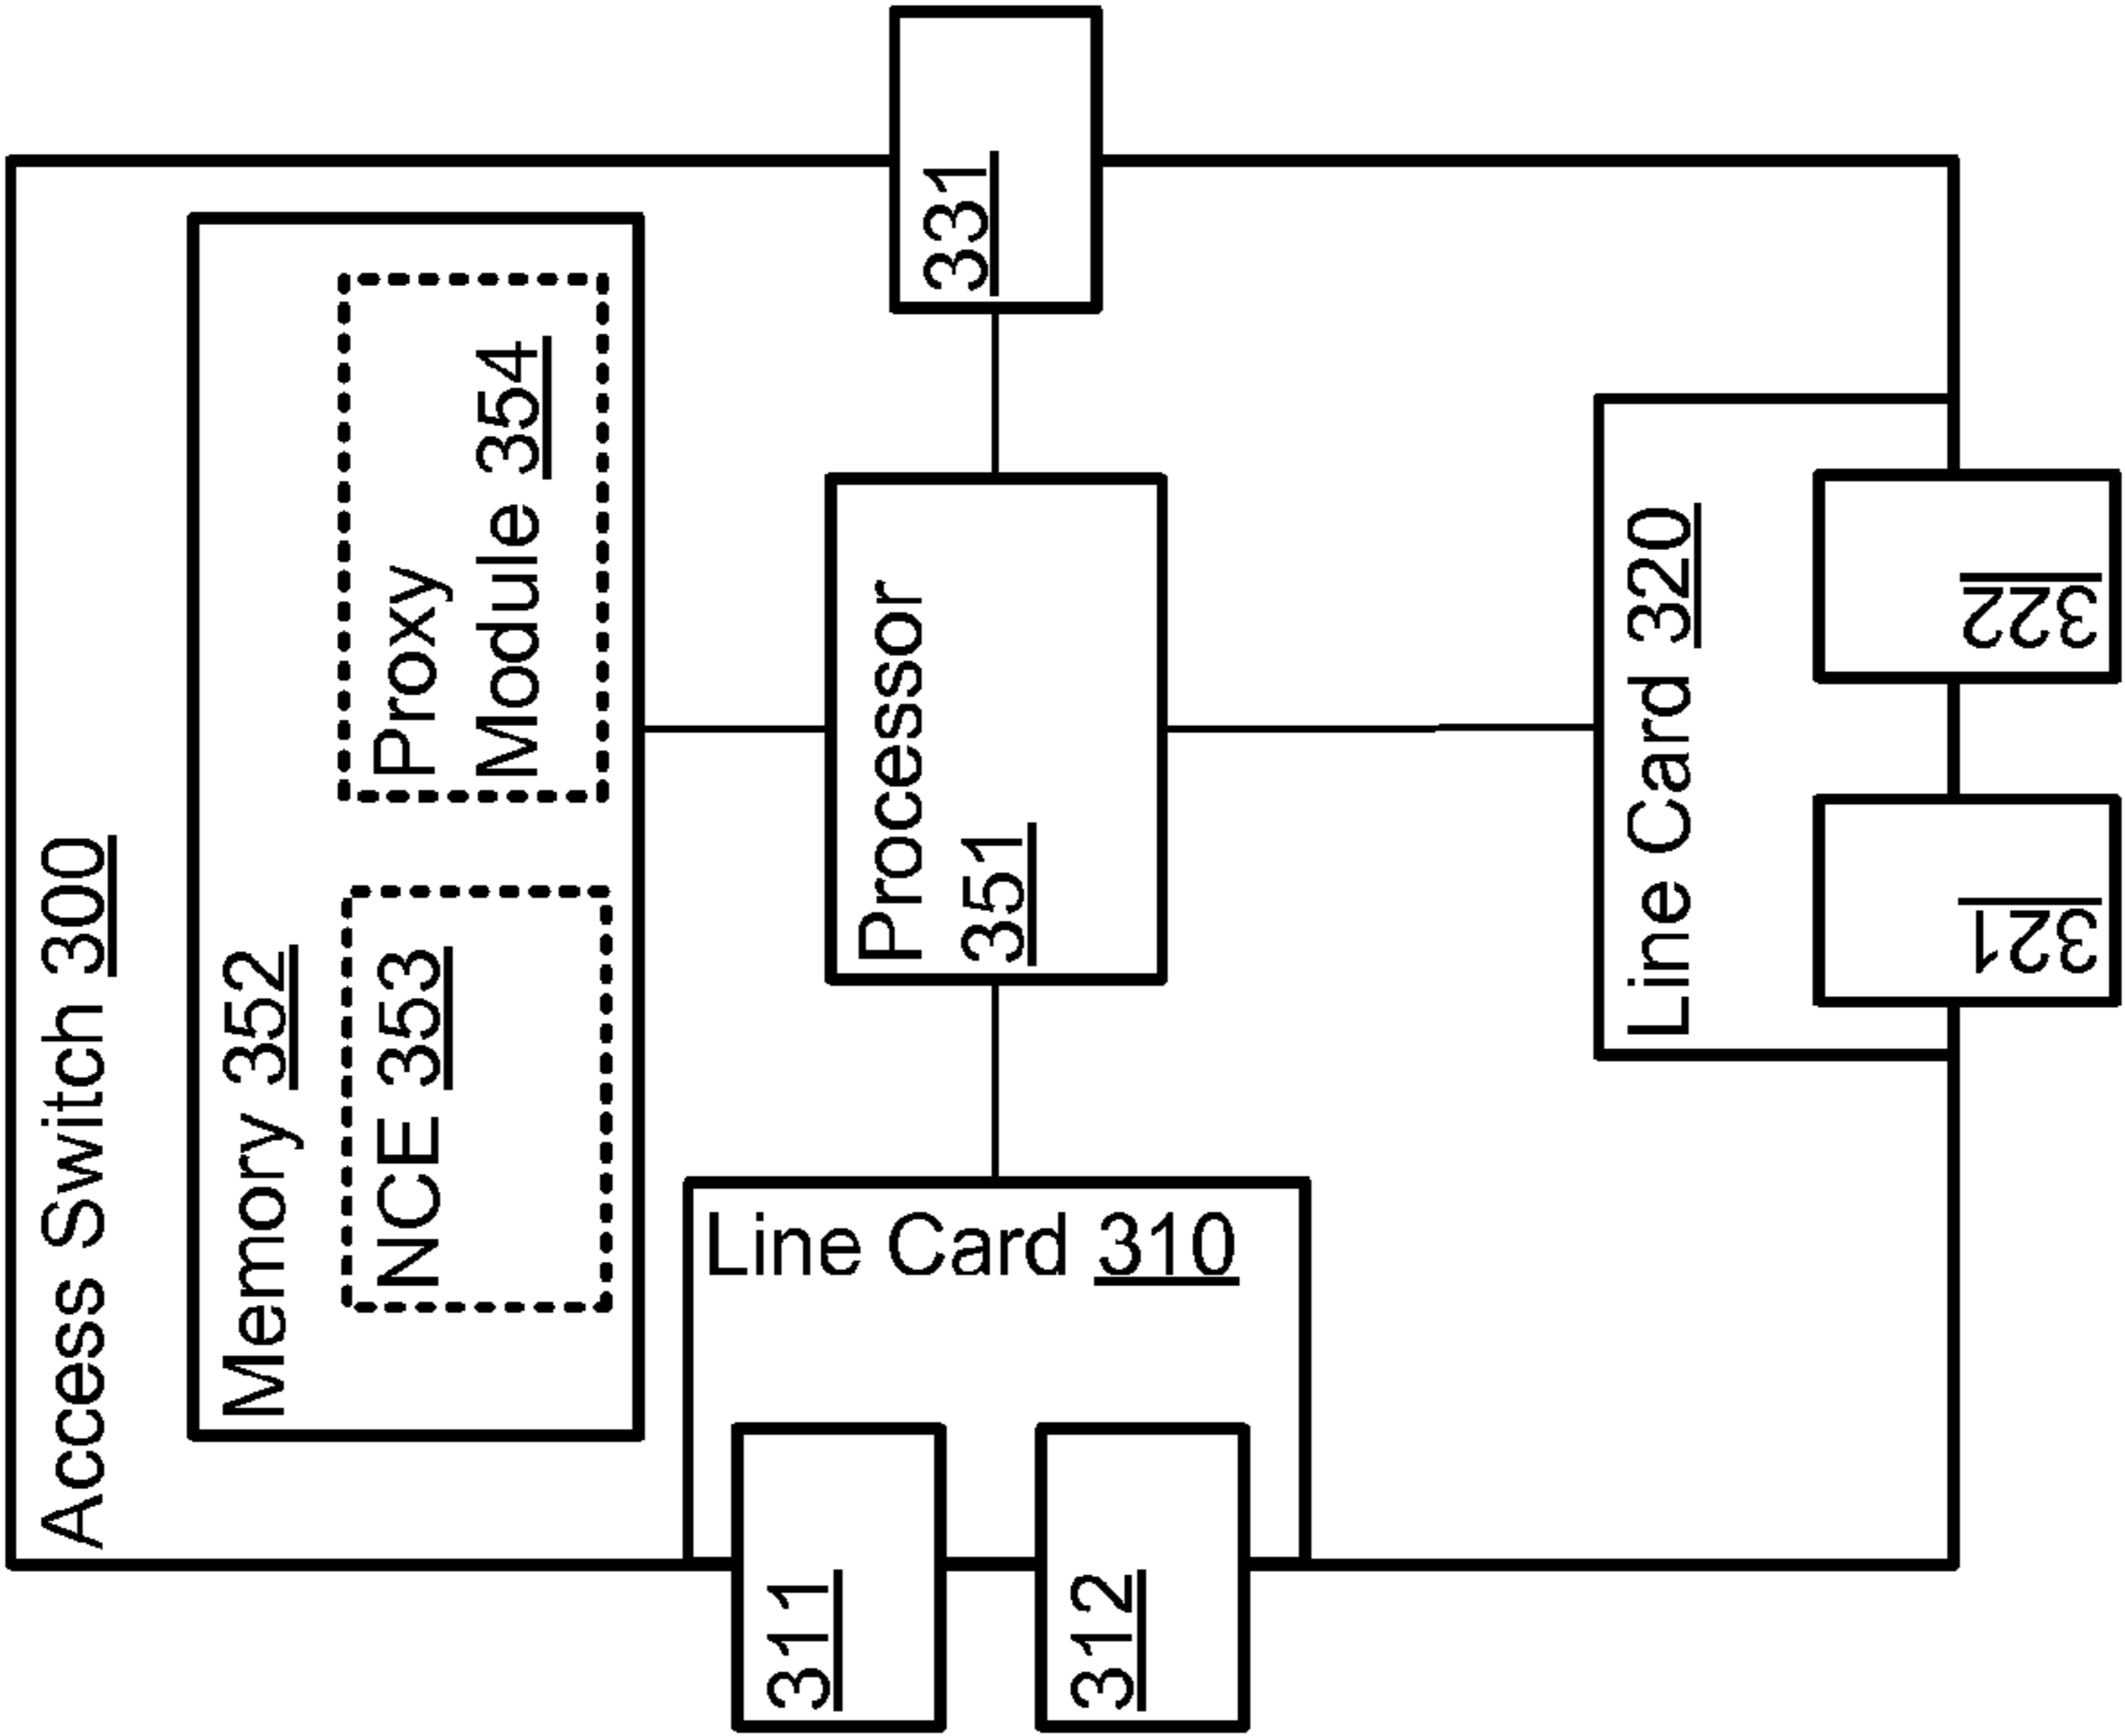 Access Switch 300
Memory 352
NCE 353
Proxy
Module 354
Processor
351
331
Line Card 310
311
312
Line Card 320
321
322